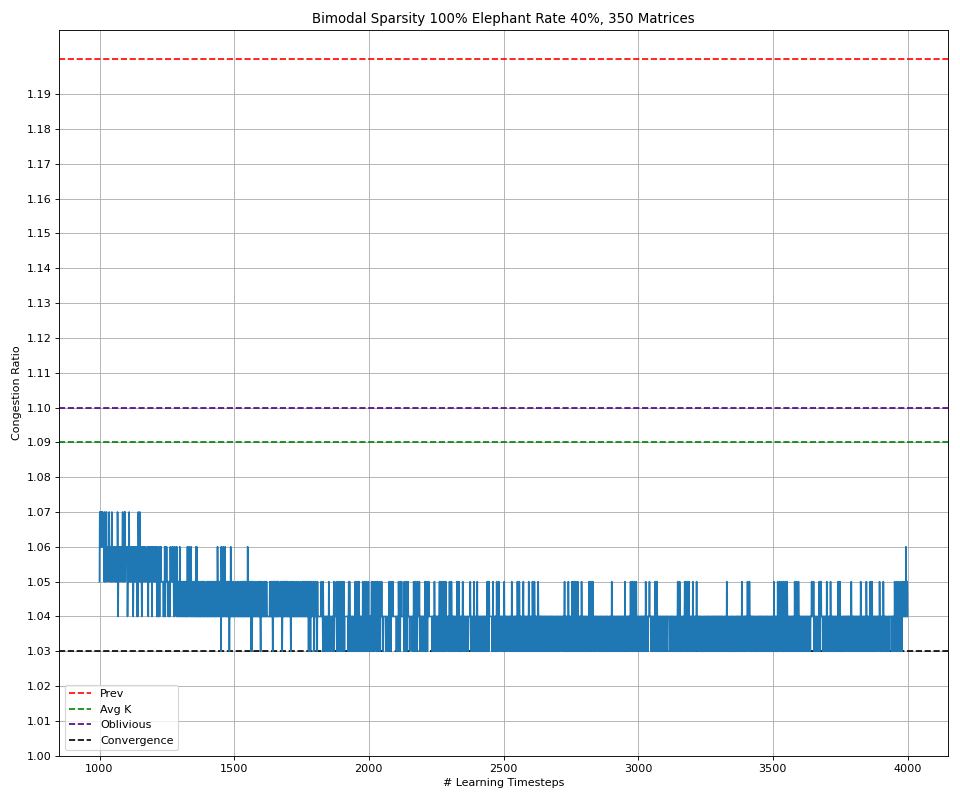 Bimodal Sparsity 100% Elephant Rate 40%, 350 Matrices
Congestion Ratio
1.19
1.18
1.17
1.16
1.15
1.14
1.13
1.12
1.11
1.10
1.09
1.08
1.07
1.06
1.05
1.04
1.03
1.02
1.01
1.00
Prev
Avg K
Oblivious
Convergence
1000 1500 2000 2500 3000 3500 4000
# Learning Timesteps